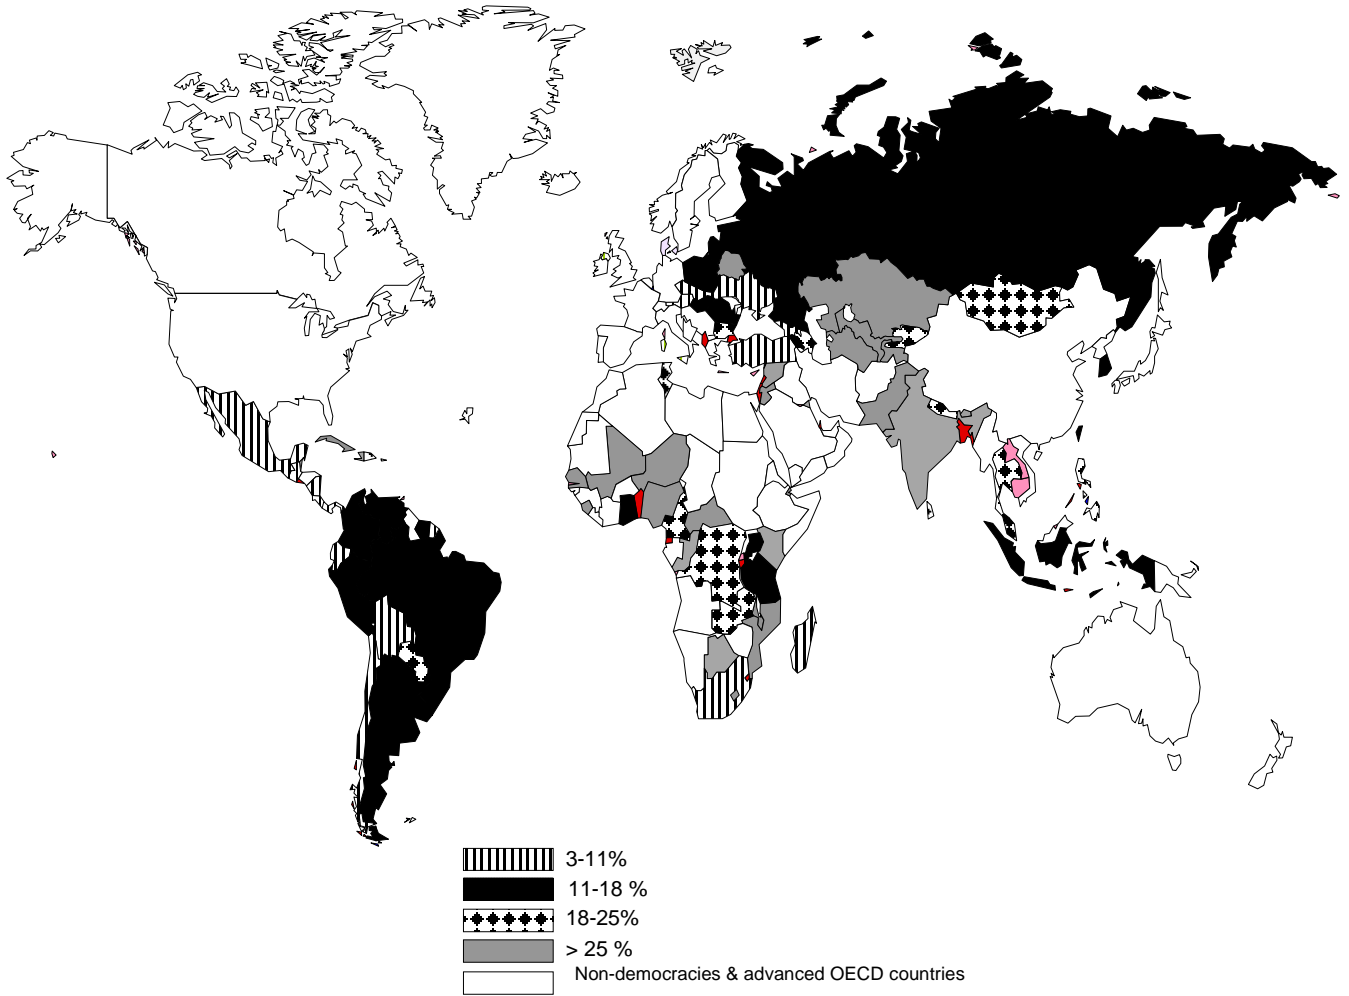 3-11%
11-18 %
18-25%
> 25 %
Non-democracies & advanced OECD countries